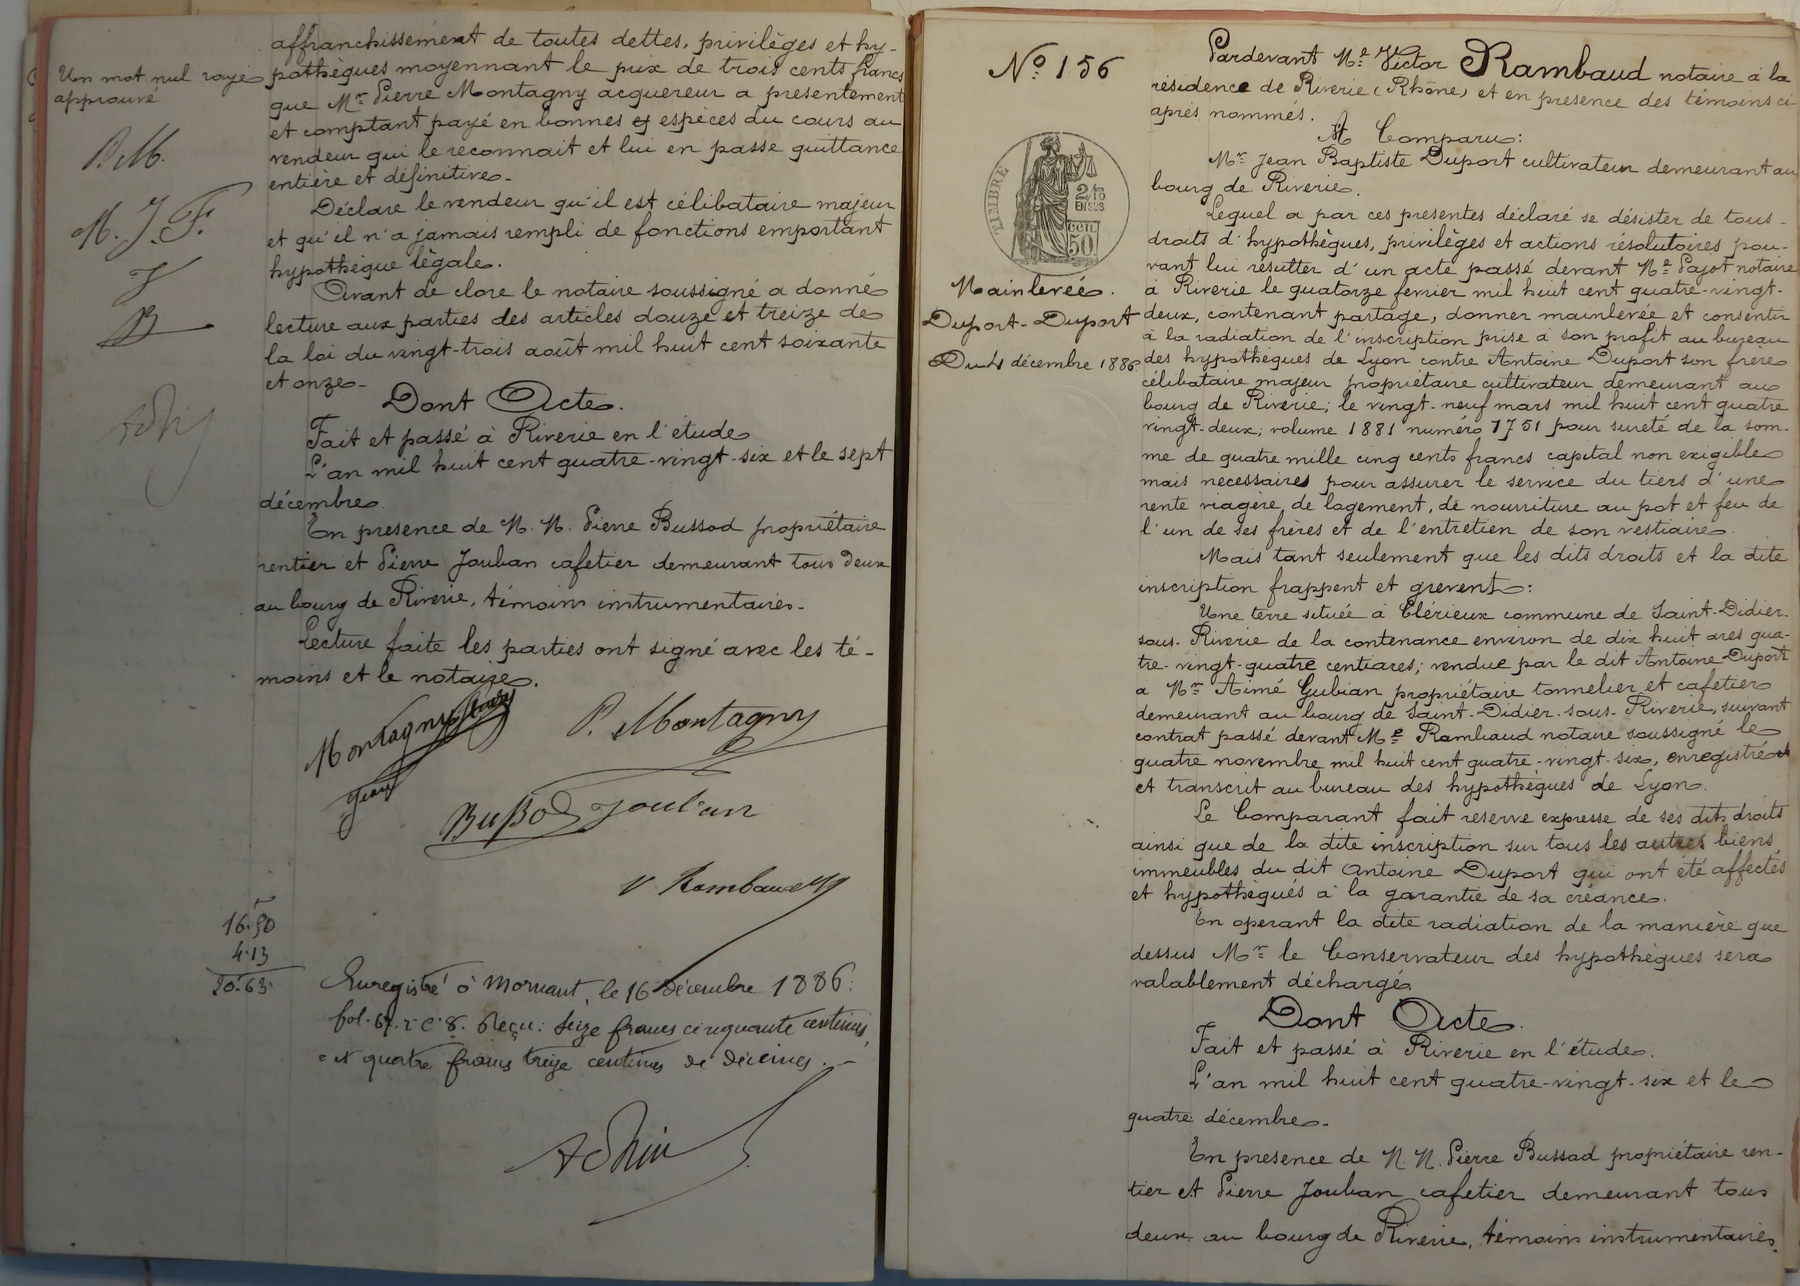 affranchissement de toutes dettes, privilèges et hy-
pothèques moyennant le prix de trois cents francs
que Mr Pierre Montagny acquereur a presentement
et comptant payé en bonnes espèces du cours au
vendeur qui le reconnait et lui en passe quittance
entière et définitive.
Déclare le vendeur qu'il est célibataire majeur
et qu'il n'a jamais rempli de fonctions emportant
hypothèque légale.
Avant de clore le notaire soussigné a donné
lecture aux parties des articles douze et treize de
la loi du vingt-trois août mil huit cent soixante
et onze.
Dont Acte.
Fait et passé à Riverie en l'etude
L'an mil huit cent quatre-vingt-six et le sept
décembre.
En presence de M. M. Pierre Bussod propriétaire
rentier et Pierre Jouban cafetier demeurant tous deux
au bourg de Riverie, témoins instrumentaires.
Lecture faite les parties ont signé avec les té-
moins et le notaire.
Montagny
P. Montagny
Jean
Bussod Jouban
V. Rambaud
Enregistré à Mornant, le 16 décembre 1886.
fol. 67. r. c. 8. Reçu: Seize francs cinquante centimes,
et quatre francs treize centimes de décimes.
Un mot nul rayé
approuvé
P. M.
M. J. F.
J
B
16.50
4.13
20.63
Nº 156
TIMBRE
2/10
EN SUS
50 cen
Mainlevée.
Duport-Duport
Du 4 décembre 1886
Pardevant Me Victor Rambaud notaire à la
résidence de Riverie (Rhône) et en presence des témoins ci
après nommés.
A Comparu:
Mr Jean Baptiste Duport cultivateur demeurant au
bourg de Riverie.
Lequel a par ces presentes déclaré se désister de tous
droits d'hypothèques, privilèges et actions résolutoires pou-
vant lui resulter d'un acte passé devant Me Pajot notaire
à Riverie le quatorze fevrier mil huit cent quatre-vingt-
deux, contenant partage, donner mainlevée et consentir
à la radiation de l'inscription prise à son profit au bureau
des hypothèques de Lyon contre Antoine Duport son frère
célibataire majeur propriétaire cultivateur demeurant au
bourg de Riverie; le vingt-neuf mars mil huit cent quatre
vingt-deux; volume 1881 numéro 1751 pour sureté de la som-
me de quatre mille cinq cents francs capital non exigible
mais necessaires pour assurer le service du tiers d'une
rente viagère, de logement, de nourriture au pot et feu de
l'un de ses frères et de l'entretien de son vestiaire.
Mais tant seulement que les dits droits et la dite
inscription frappent et grevent:
Une terre située à Clérieux commune de Saint-Didier-
sous-Riverie de la contenance environ de dix huit ares qua-
tre-vingt-quatre centiares; vendue par le dit Antoine Duport
a Mr Aimé Gubian propriétaire tonnelier et cafetier
demeurant au bourg de Saint-Didier-sous-Riverie, suivant
contrat passé devant Me Rambaud notaire soussigné le
quatre novembre mil huit cent quatre-vingt-six, enregistré
et transcrit au bureau des hypothèques de Lyon.
Le Comparant fait reserve expresse de ses dits droits
ainsi que de la dite inscription sur tous les autres biens
immeubles du dit Antoine Duport qui ont été affectés
et hypothèqués à la garantie de sa créance.
En operant la dite radiation de la manière que
dessus Mr le Conservateur des hypothèques sera
valablement déchargé.
Dont Acte.
Fait et passé à Riverie en l'étude.
L'an mil huit cent quatre-vingt-six et le
quatre décembre.
En presence de M. M. Pierre Bussod propriétaire ren-
tier et Pierre Jouban cafetier demeurant tous
deux au bourg de Riverie, témoins instrumentaires.